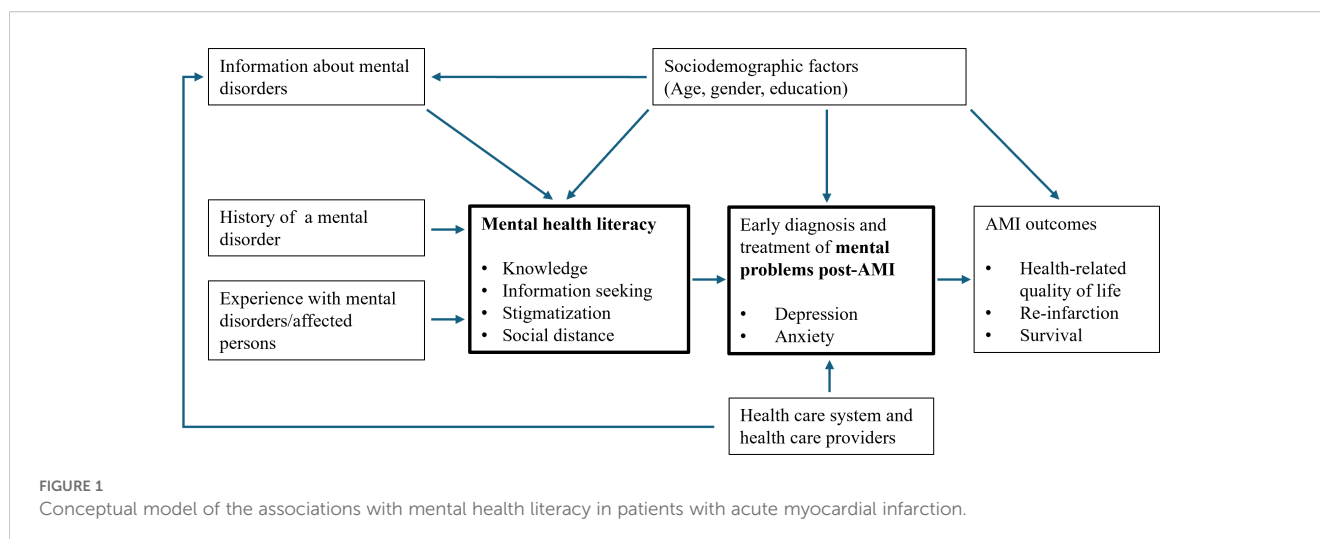 Information about mental
disorders
Sociodemographic factors
(Age, gender, education)
History of a mental
disorder
Experience with mental
disorders/affected
persons
Mental health literacy
• Knowledge
• Information seeking
• Stigmatization
• Social distance
Early diagnosis and
treatment of mental
problems post-AMI
• Depression
• Anxiety
AMI outcomes
• Health-related
quality of life
• Re-infarction
• Survival
Health care system and
health care providers
FIGURE 1
Conceptual model of the associations with mental health literacy in patients with acute myocardial infarction.